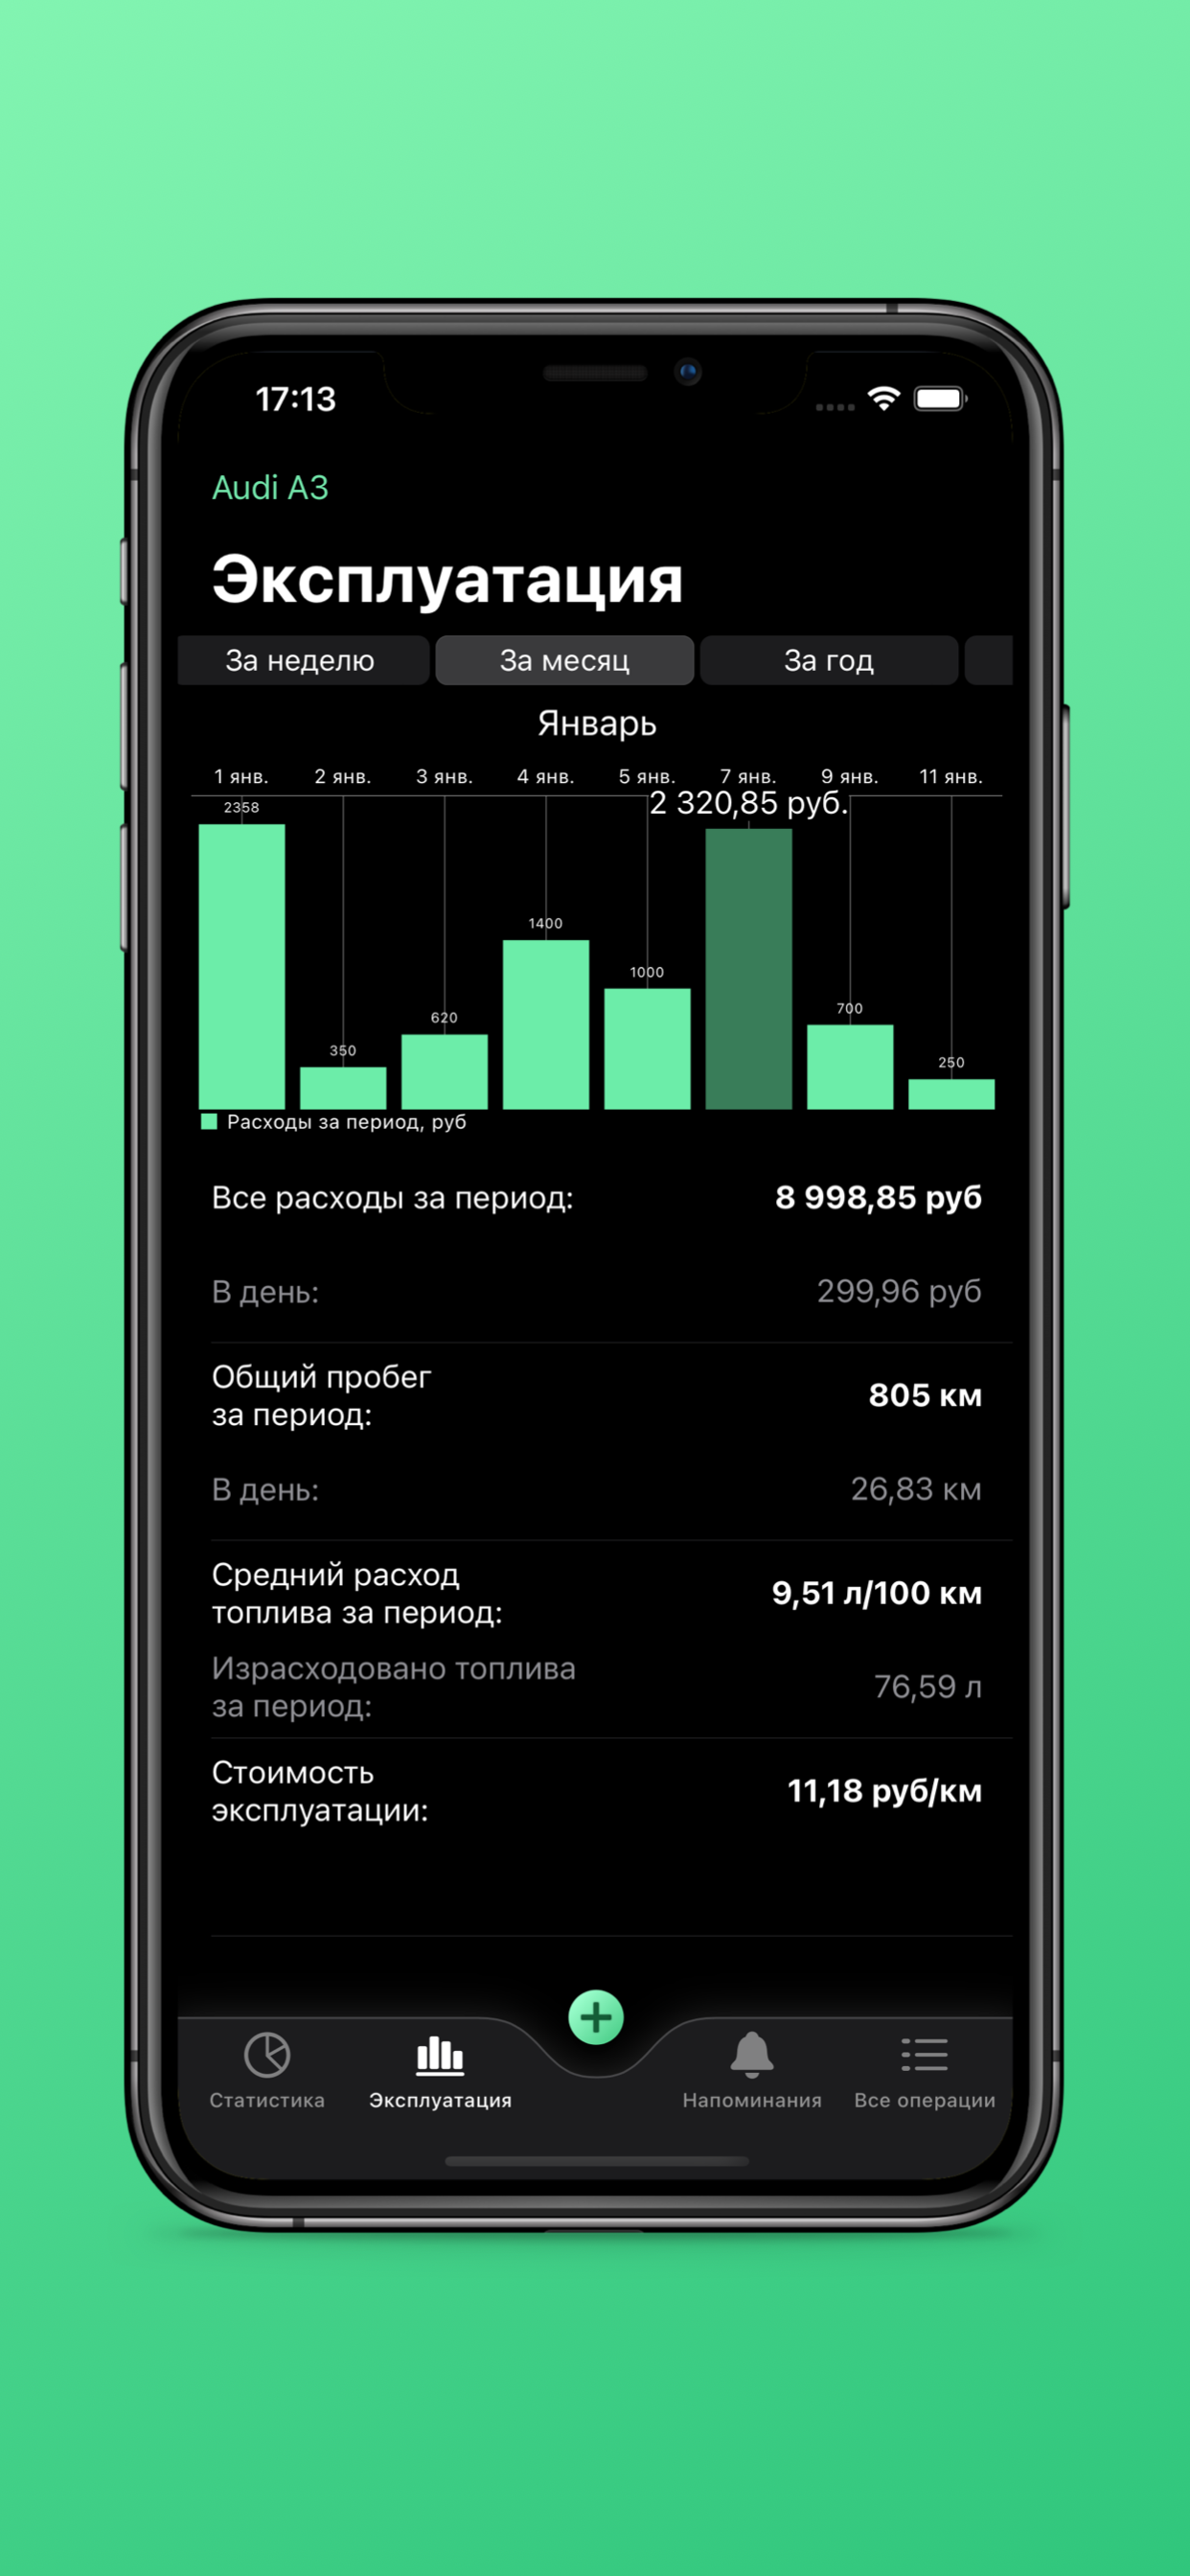 17:13
Audi A3
Эксплуатация
За неделю За месяц За год
Январь
1 янв. 2 янв. 3 янв. 4 янв. 5 янв. 7 янв. 9 янв. 11 янв.
2 320,85 руб.
2358
1400
1000
700
620
350
250
Расходы за период, руб
Все расходы за период: 8 998,85 руб
В день: 299,96 руб
Общий пробег
за период:
805 км
В день: 26,83 км
Средний расход
топлива за период:
9,51 л/100 км
Израсходовано топлива
за период:
76,59 л
Стоимость
эксплуатации:
11,18 руб/км
Статистика Эксплуатация Напоминания Все операции